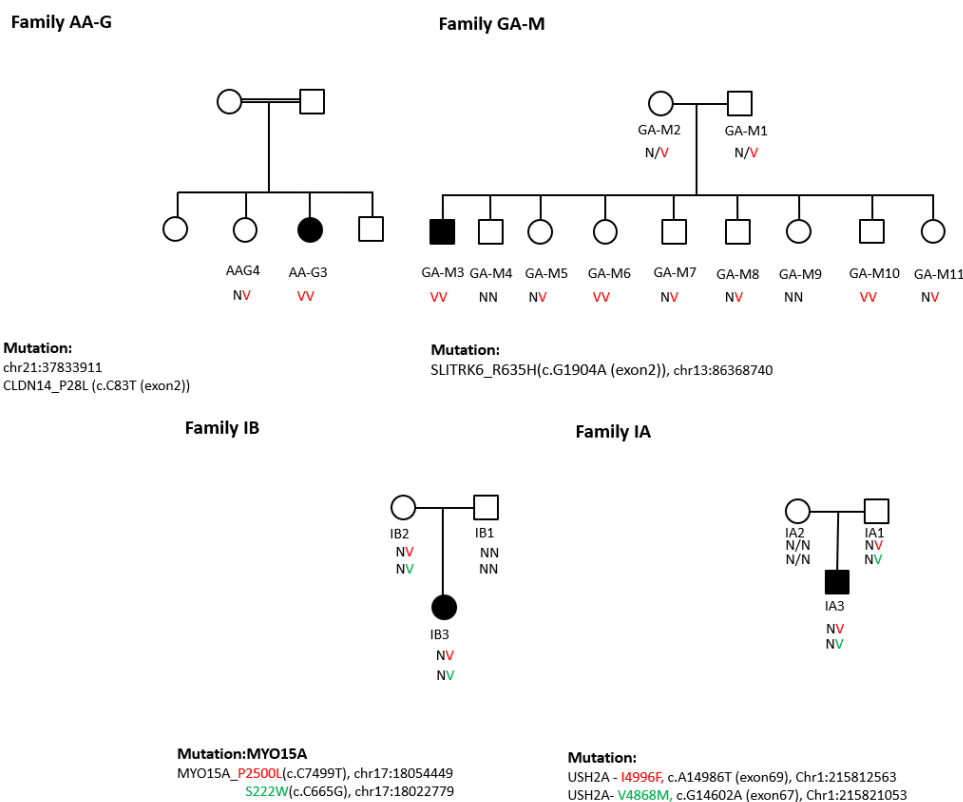 Family AA-G
Family GA-M
GA-M2 GA-M1
N/V N/V
AAG4 AA-G3
NV VV
GA-M3 GA-M4 GA-M5 GA-M6 GA-M7 GA-M8 GA-M9 GA-M10 GA-M11
VV NN NV VV NV NV NN VV NV
Mutation:
chr21:37833911
CLDN14_P28L (c.C83T (exon2))
Mutation:
SLITRK6_R635H(c.G1904A (exon2)), chr13:86368740
Family IB
Family IA
IB2 IB1
NV NN
NV NN
IB3
NV
NV
IA2 IA1
N/N NV
N/N NV
IA3
NV
NV
Mutation:MYO15A
MYO15A_P2500L(c.C7499T), chr17:18054449
S222W(c.C665G), chr17:18022779
Mutation:
USH2A - I4996F, c.A14986T (exon69), Chr1:215812563
USH2A- V4868M, c.G14602A (exon67), Chr1:215821053